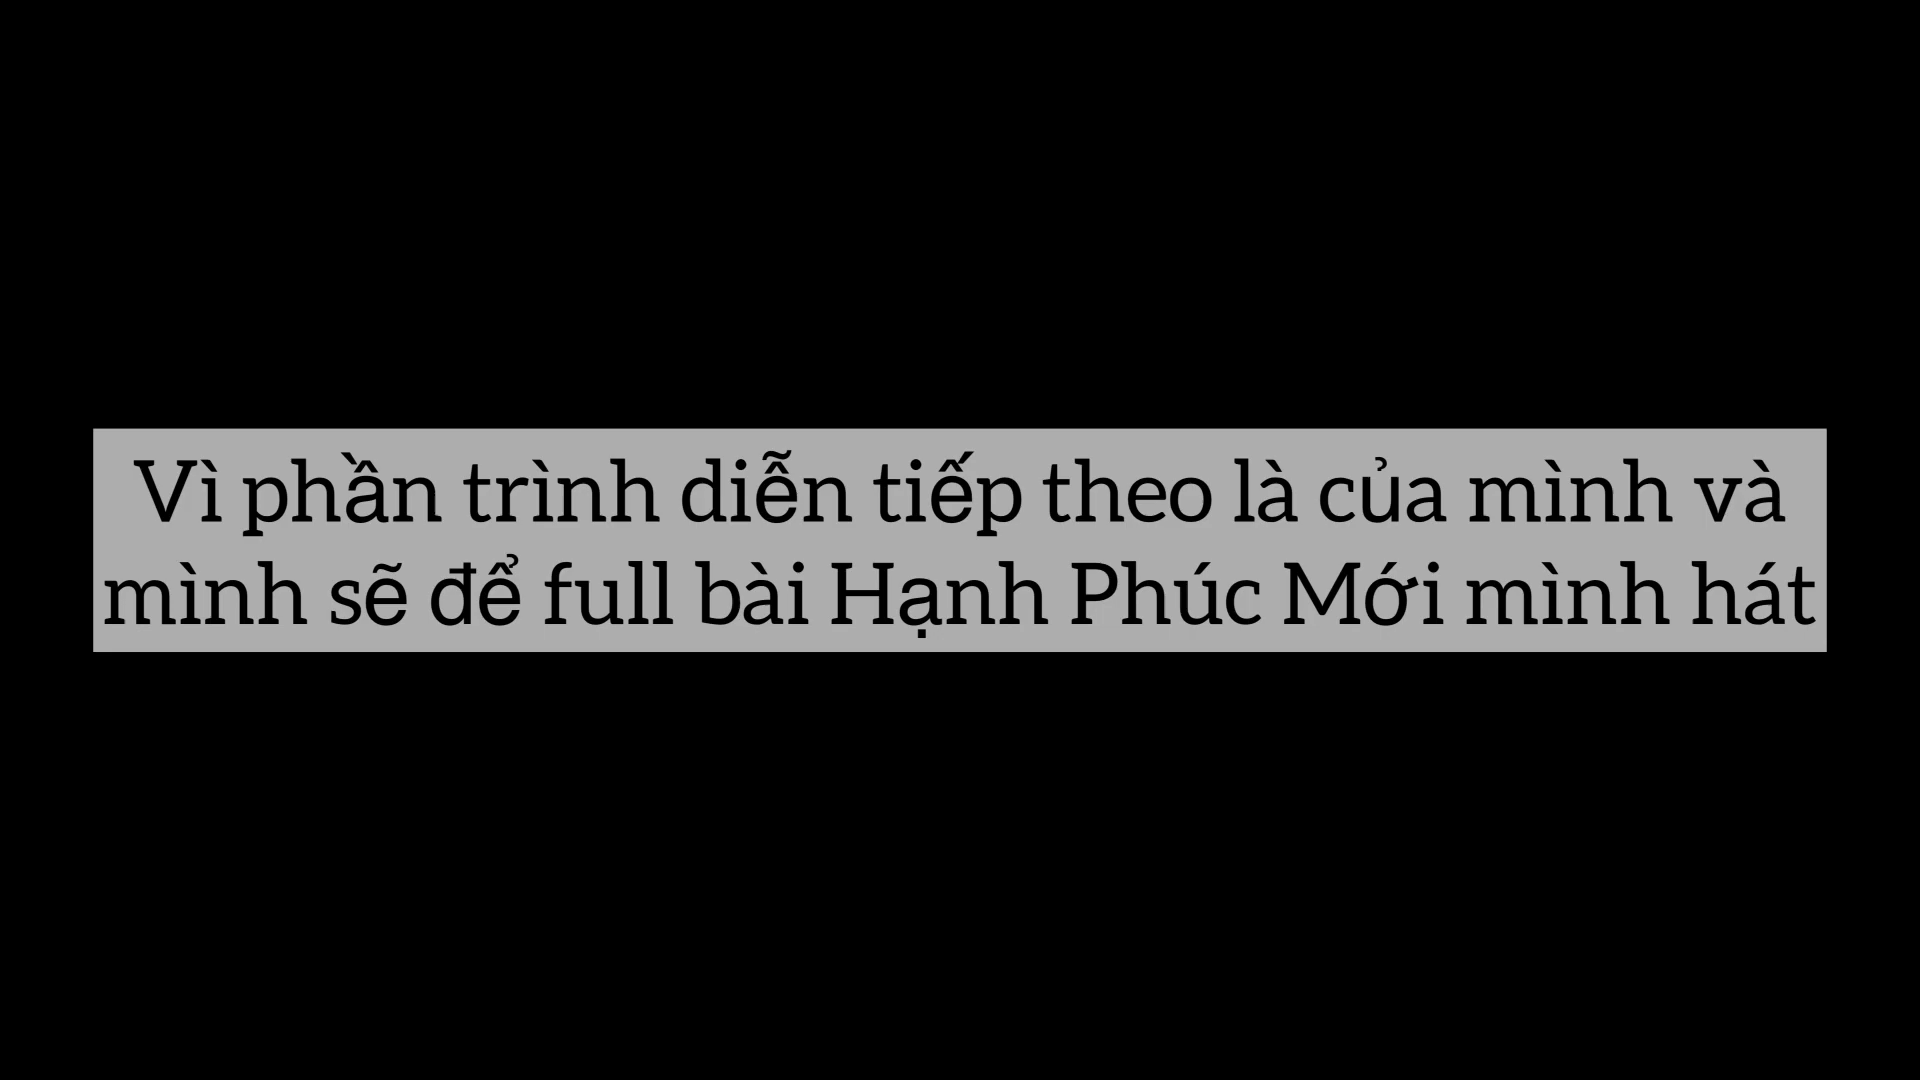 Vì phần trình diễn tiếp theo là của mình và
mình sẽ để full bài Hạnh Phúc Mới mình hát